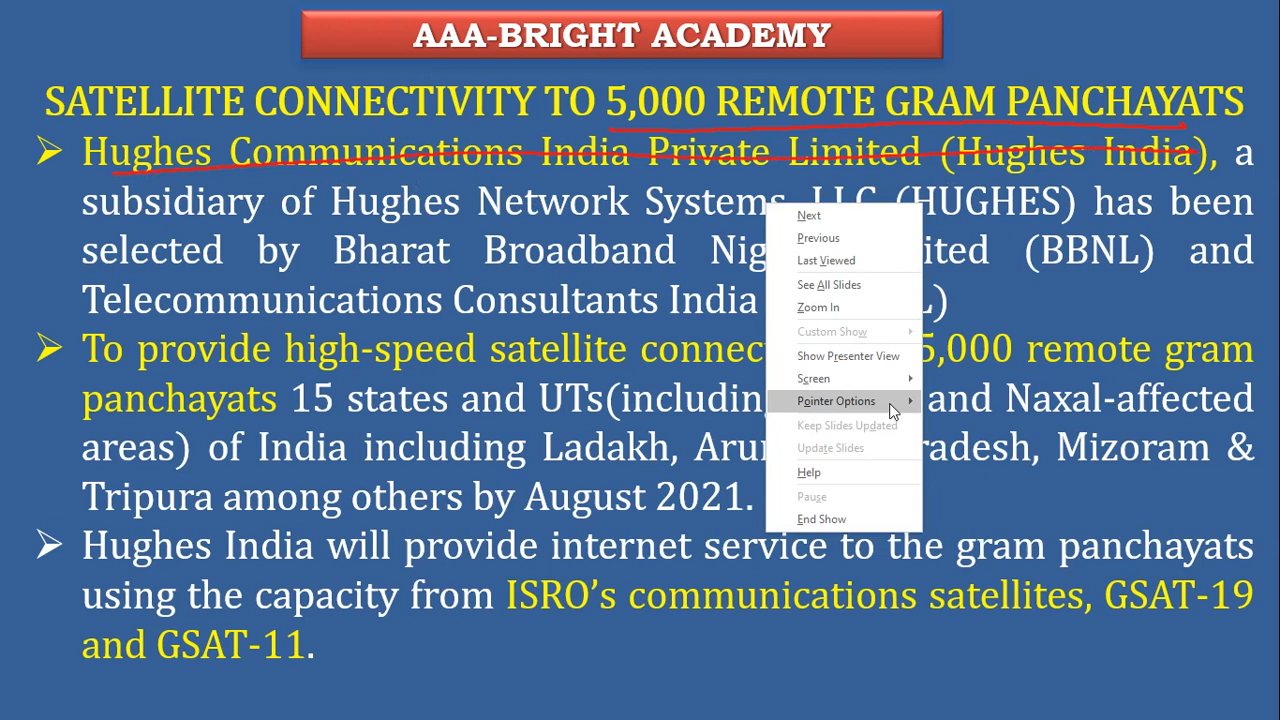 AAA-BRIGHT ACADEMY
SATELLITE CONNECTIVITY TO 5,000 REMOTE GRAM PANCHAYATS
➢ Hughes Communications India Private Limited (Hughes India), a
subsidiary of Hughes Network Systems, LLC (HUGHES) has been
selected by Bharat Broadband Nig ited (BBNL) and
Telecommunications Consultants India L)
➢ To provide high-speed satellite connec 5,000 remote gram
panchayats 15 states and UTs(including and Naxal-affected
areas) of India including Ladakh, Aru radesh, Mizoram &
Tripura among others by August 2021.
➢ Hughes India will provide internet service to the gram panchayats
using the capacity from ISRO’s communications satellites, GSAT-19
and GSAT-11.
Next
Previous
Last Viewed
See All Slides
Zoom In
Custom Show
Show Presenter View
Screen
Pointer Options
Keep Slides Updated
Update Slides
Help
Pause
End Show